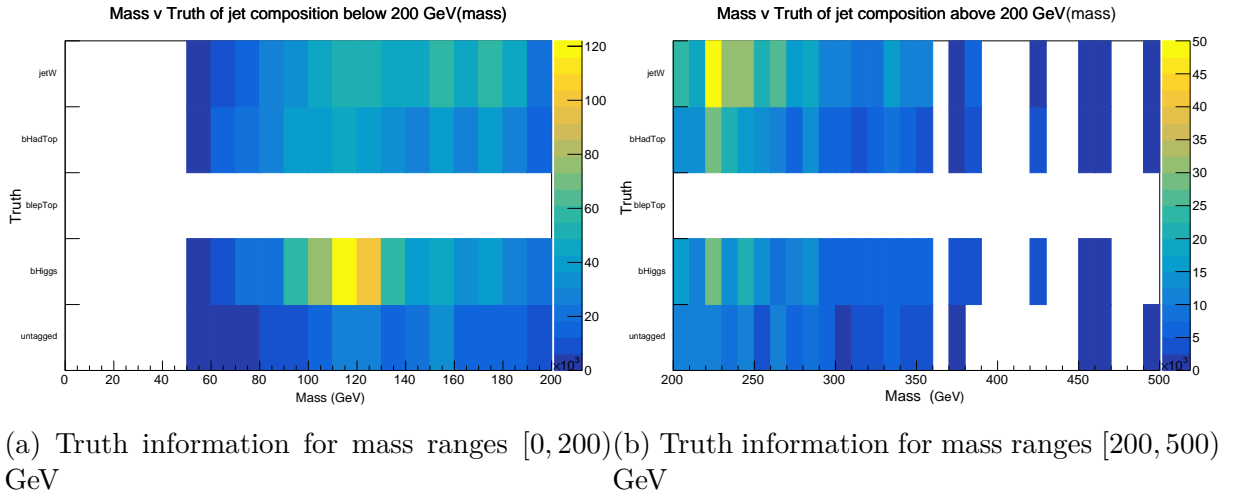 Mass v Truth of jet composition below 200 GeV(mass)
jetW
bHadTop
blepTop
bHiggs
untagged
Truth
0 20 40 60 80 100 120 140 160 180 200
×10³
Mass (GeV)
120
100
80
60
40
20
0
Mass v Truth of jet composition above 200 GeV(mass)
jetW
bHadTop
blepTop
bHiggs
untagged
Truth
200 250 300 350 400 450 500
×10³
Mass (GeV)
50
45
40
35
30
25
20
15
10
5
0
(a) Truth information for mass ranges [0, 200)
GeV
(b) Truth information for mass ranges [200, 500)
GeV